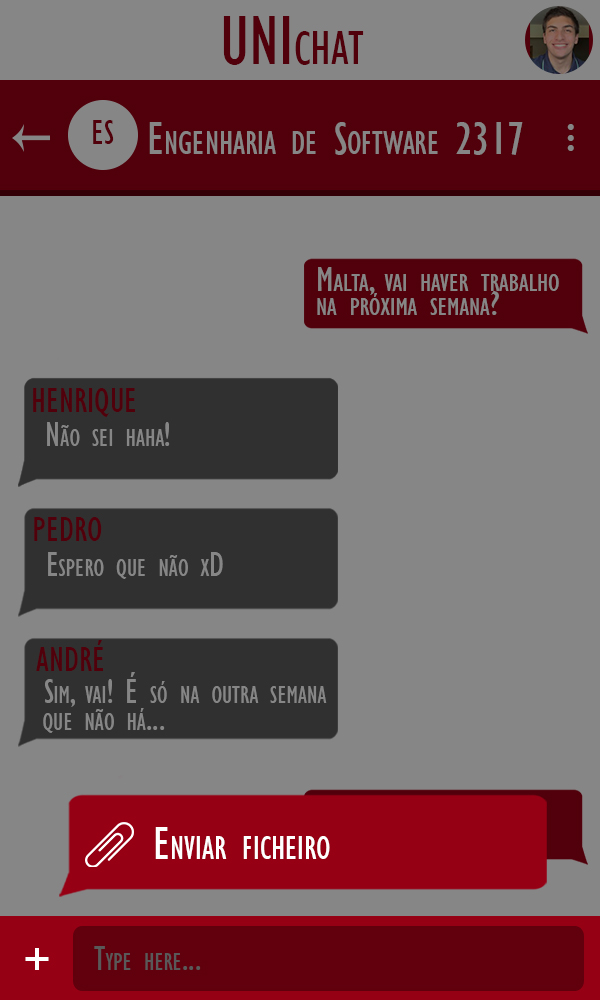 UNICHAT
ES
ENGENHARIA DE SOFTWARE 2317
MALTA, VAI HAVER TRABALHO
NA PRÓXIMA SEMANA?
HENRIQUE
NÃO SEI HAHA!
PEDRO
ESPERO QUE NÃO XD
ANDRÉ
SIM, VAI! É SÓ NA OUTRA SEMANA
QUE NÃO HÁ...
ENVIAR FICHEIRO
TYPE HERE...